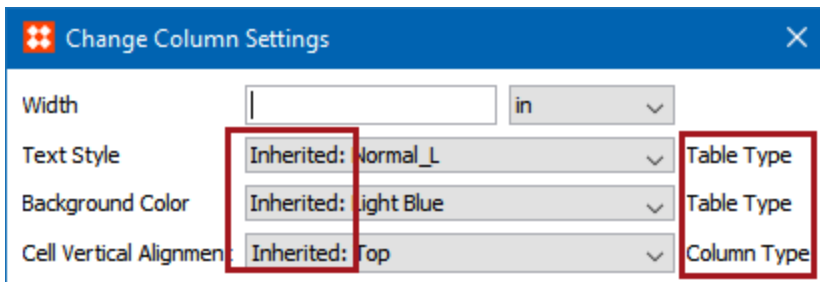 Change Column Settings
Width in
Text Style Inherited: Normal_L Table Type
Background Color Inherited: Light Blue Table Type
Cell Vertical Alignment Inherited: Top Column Type